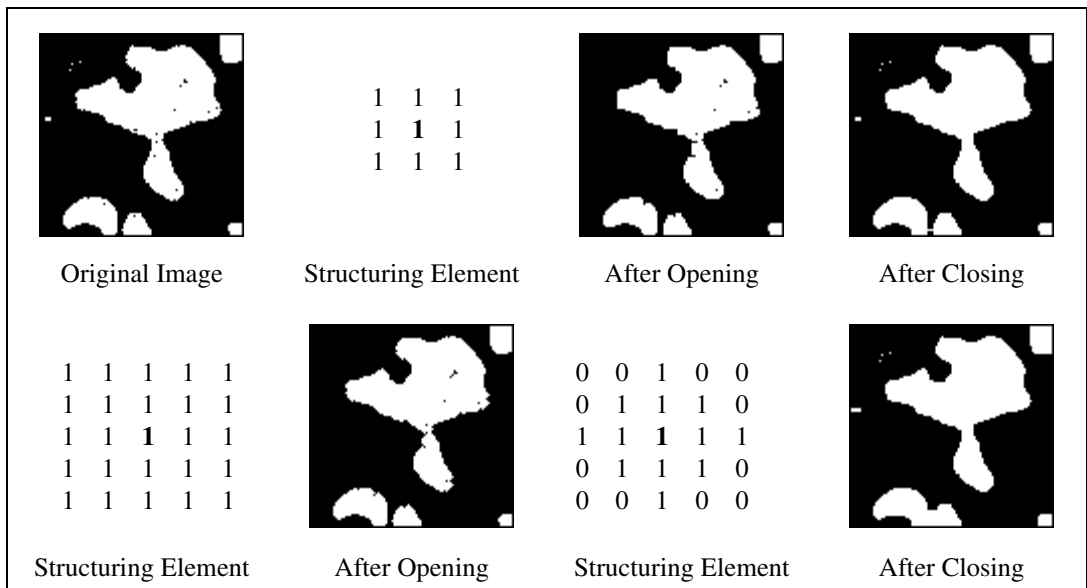 1 1 1
1 1 1
1 1 1
Original Image Structuring Element After Opening After Closing
1 1 1 1 1 0 0 1 0 0
1 1 1 1 1 0 1 1 1 0
1 1 1 1 1 1 1 1 1 1
1 1 1 1 1 0 1 1 1 0
1 1 1 1 1 0 0 1 0 0
Structuring Element After Opening Structuring Element After Closing